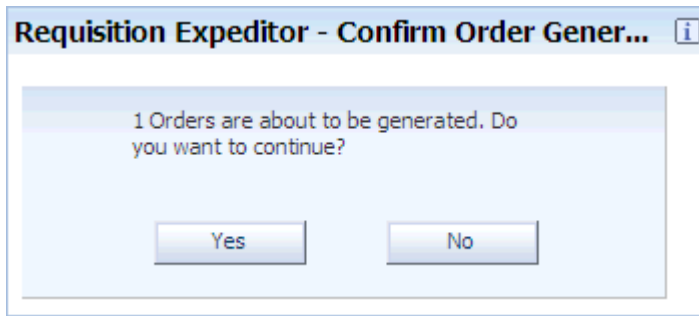 Requisition Expeditor - Confirm Order Gener...
1 Orders are about to be generated. Do
you want to continue?
Yes No